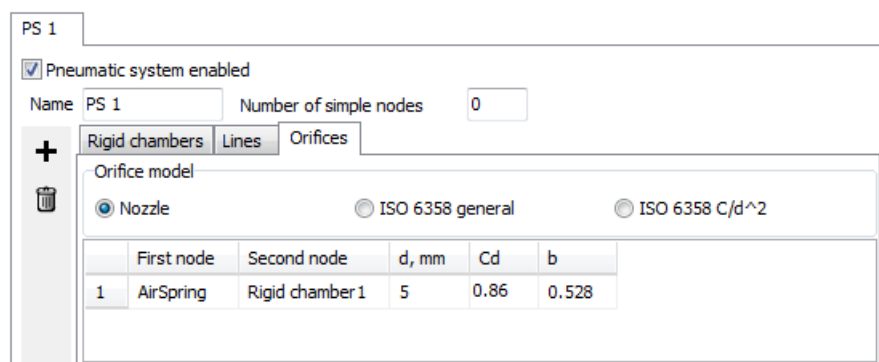 PS 1
Pneumatic system enabled
Name PS 1 Number of simple nodes 0
Rigid chambers Lines Orifices
Orifice model
Nozzle ISO 6358 general ISO 6358 C/d^2
First node Second node d, mm Cd b
1 AirSpring Rigid chamber1 5 0.86 0.528